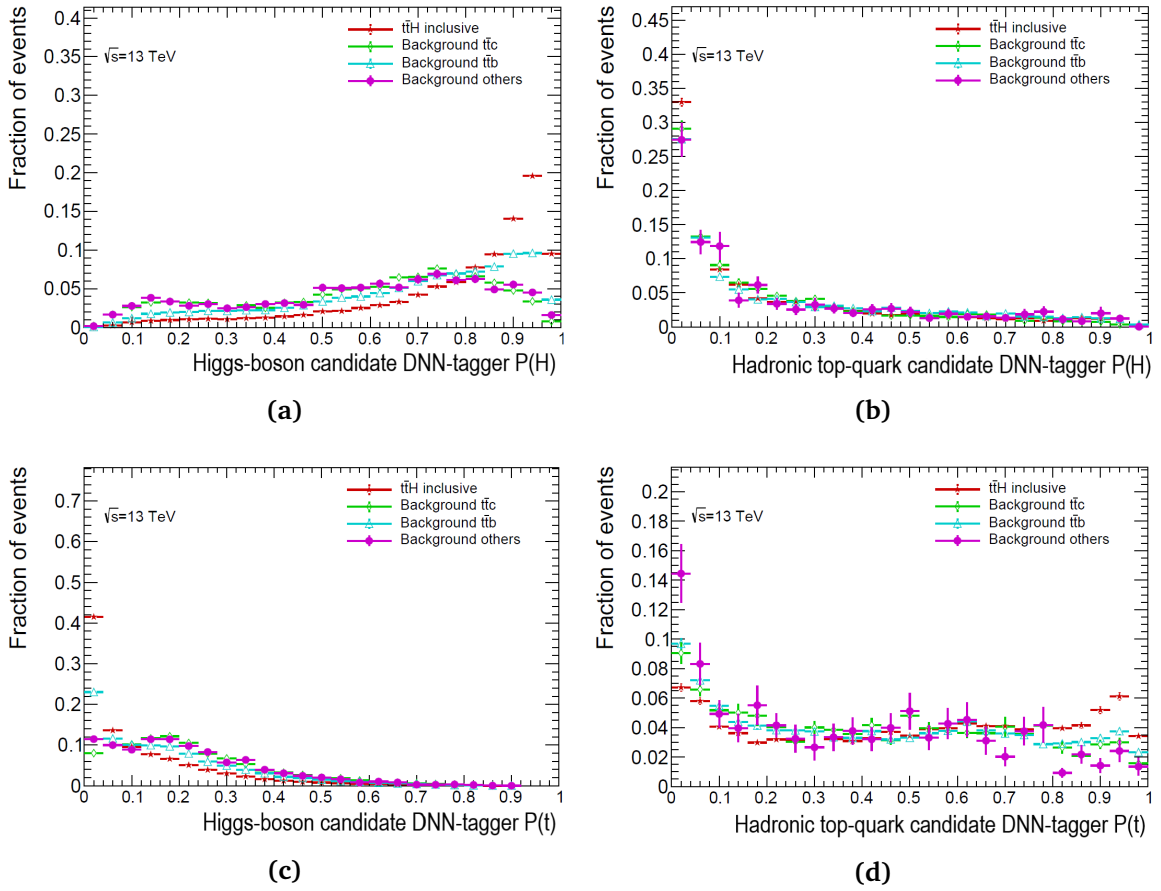 Fraction of events
0.4
0.35
0.3
0.25
0.2
0.15
0.1
0.05
0
√s=13 TeV
tt̄H inclusive
Background tt̄c
Background tt̄b
Background others
0 0.1 0.2 0.3 0.4 0.5 0.6 0.7 0.8 0.9 1
Higgs-boson candidate DNN-tagger P(H)
(a)
Fraction of events
0.45
0.4
0.35
0.3
0.25
0.2
0.15
0.1
0.05
0
√s=13 TeV
tt̄H inclusive
Background tt̄c
Background tt̄b
Background others
0 0.1 0.2 0.3 0.4 0.5 0.6 0.7 0.8 0.9 1
Hadronic top-quark candidate DNN-tagger P(H)
(b)
Fraction of events
0.7
0.6
0.5
0.4
0.3
0.2
0.1
0
√s=13 TeV
tt̄H inclusive
Background tt̄c
Background tt̄b
Background others
0 0.1 0.2 0.3 0.4 0.5 0.6 0.7 0.8 0.9 1
Higgs-boson candidate DNN-tagger P(t)
(c)
Fraction of events
0.2
0.18
0.16
0.14
0.12
0.1
0.08
0.06
0.04
0.02
0
√s=13 TeV
tt̄H inclusive
Background tt̄c
Background tt̄b
Background others
0 0.1 0.2 0.3 0.4 0.5 0.6 0.7 0.8 0.9 1
Hadronic top-quark candidate DNN-tagger P(t)
(d)